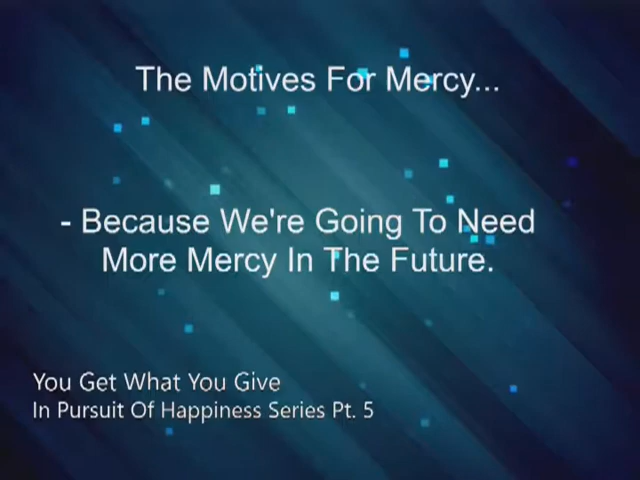 The Motives For Mercy...
- Because We're Going To Need
More Mercy In The Future.
You Get What You Give
In Pursuit Of Happiness Series Pt. 5